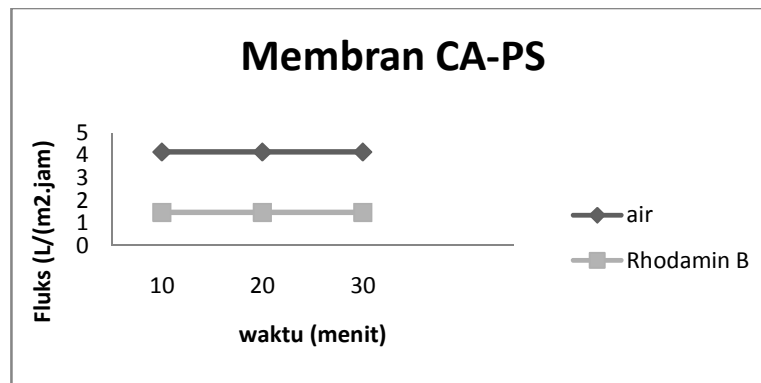 Membran CA-PS
Fluks (L/(m2.jam)
5
4
3
2
1
0
10 20 30
waktu (menit)
air
Rhodamin B